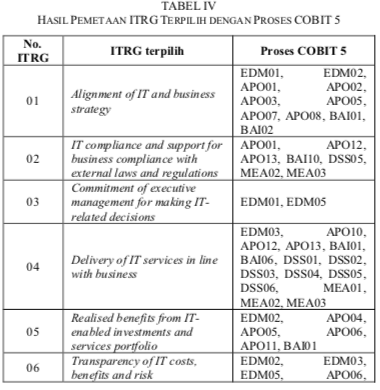 TABEL IV
HASIL PEMETAAN ITRG TERPILIH DENGAN PROSES COBIT 5
No. ITRG
ITRG terpilih
Proses COBIT 5
01
Alignment of IT and business
strategy
EDM01, EDM02,
APO01, APO02,
APO03, APO05,
APO07, APO08, BAI01,
BAI02
02
IT compliance and support for
business compliance with
external laws and regulations
APO01, APO12,
APO13, BAI10, DSS05,
MEA02, MEA03
03
Commitment of executive
management for making IT-
related decisions
EDM01, EDM05
04
Delivery of IT services in line
with business
EDM03, APO10,
APO12, APO13, BAI01,
BAI06, DSS01, DSS02,
DSS03, DSS04, DSS05,
DSS06, MEA01,
MEA02, MEA03
05
Realised benefits from IT-
enabled investments and
services portfolio
EDM02, APO04,
APO05, APO06,
APO11, BAI01
06
Transparency of IT costs,
benefits and risk
EDM02, EDM03,
EDM05, APO06,